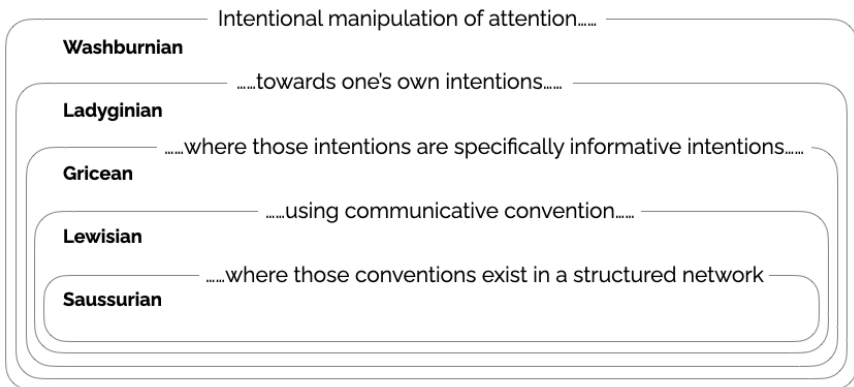 Intentional manipulation of attention……
Washburnian
……towards one’s own intentions……
Ladyginian
……where those intentions are specifically informative intentions……
Gricean
……using communicative convention……
Lewisian
……where those conventions exist in a structured network
Saussurian